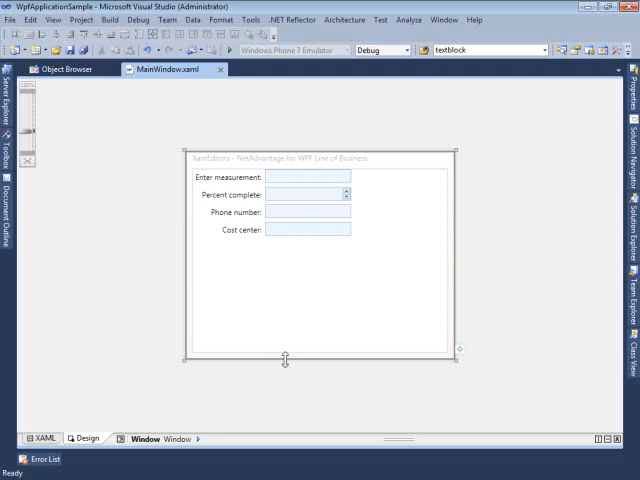 WpfApplicationSample - Microsoft Visual Studio (Administrator)
File Edit View Project Build Debug Team Data Format Tools .NET Reflector Architecture Test Analyze Window Help
Windows Phone 7 Emulator Debug textblock
Object Browser MainWindow.xaml
Server Explorer
Toolbox
Document Outline
XamEditors - NetAdvantage for WPF Line of Business
Enter measurement:
Percent complete:
Phone number:
Cost center:
Properties
Solution Navigator
Solution Explorer
Team Explorer
Class View
XAML Design Window Window
Error List
Ready